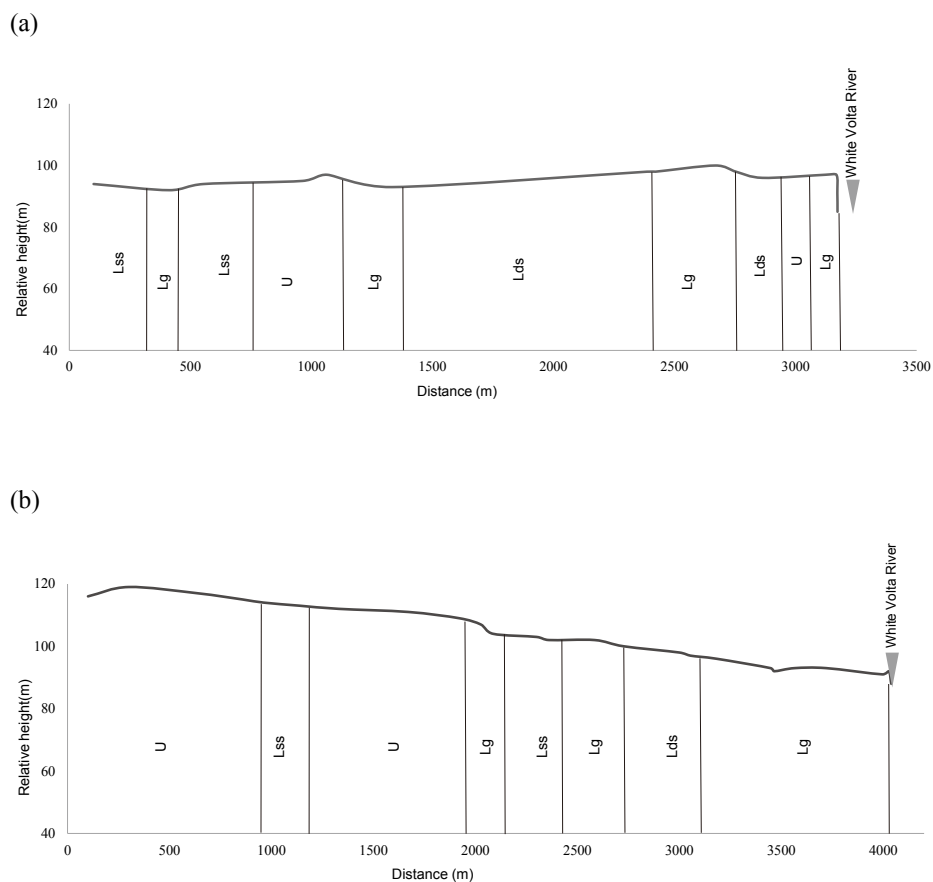 (a)
White Volta River
120
100
80
60
40
Relative height(m)
Lss
Lg
Lss
U
Lg
Lds
Lg
Lds
U
Lg
0 500 1000 1500 2000 2500 3000 3500
Distance (m)
(b)
White Volta River
120
100
80
60
40
Relative height(m)
U
Lss
U
Lg
Lss
Lg
Lds
Lg
0 500 1000 1500 2000 2500 3000 3500 4000
Distance (m)